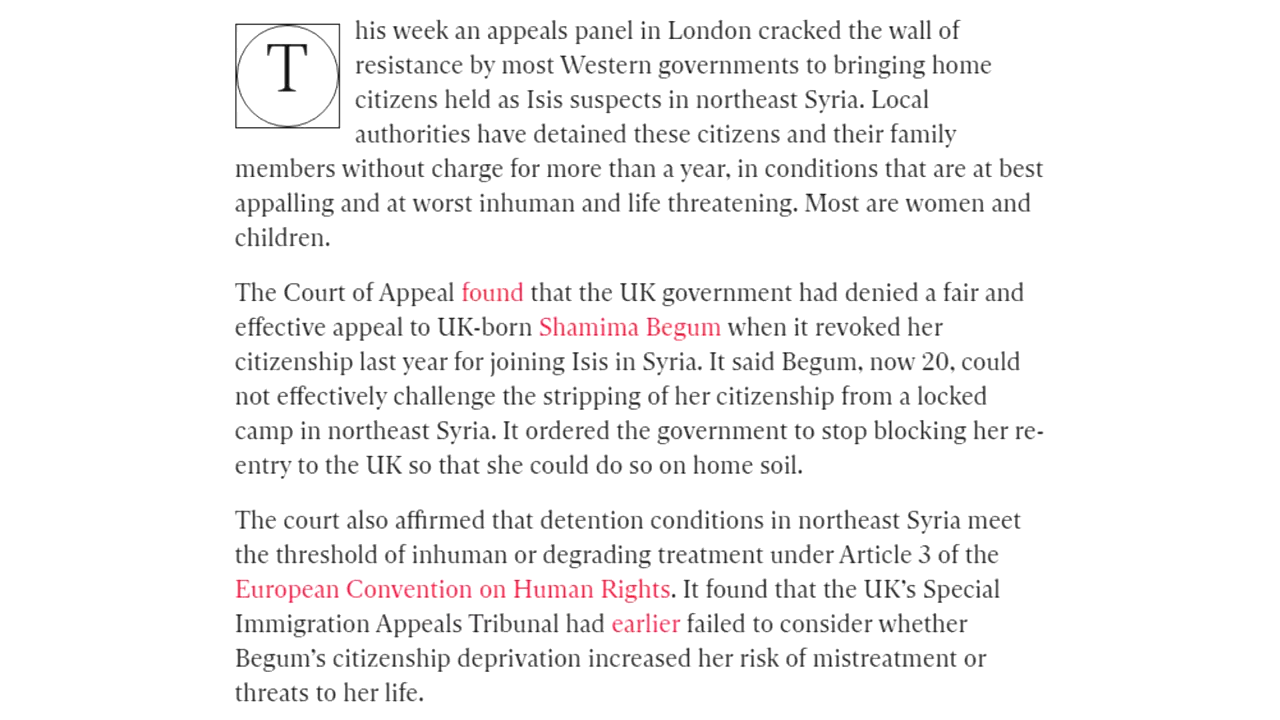 This week an appeals panel in London cracked the wall of
resistance by most Western governments to bringing home
citizens held as Isis suspects in northeast Syria. Local
authorities have detained these citizens and their family
members without charge for more than a year, in conditions that are at best
appalling and at worst inhuman and life threatening. Most are women and
children.
The Court of Appeal found that the UK government had denied a fair and
effective appeal to UK-born Shamima Begum when it revoked her
citizenship last year for joining Isis in Syria. It said Begum, now 20, could
not effectively challenge the stripping of her citizenship from a locked
camp in northeast Syria. It ordered the government to stop blocking her re-
entry to the UK so that she could do so on home soil.
The court also affirmed that detention conditions in northeast Syria meet
the threshold of inhuman or degrading treatment under Article 3 of the
European Convention on Human Rights. It found that the UK’s Special
Immigration Appeals Tribunal had earlier failed to consider whether
Begum’s citizenship deprivation increased her risk of mistreatment or
threats to her life.